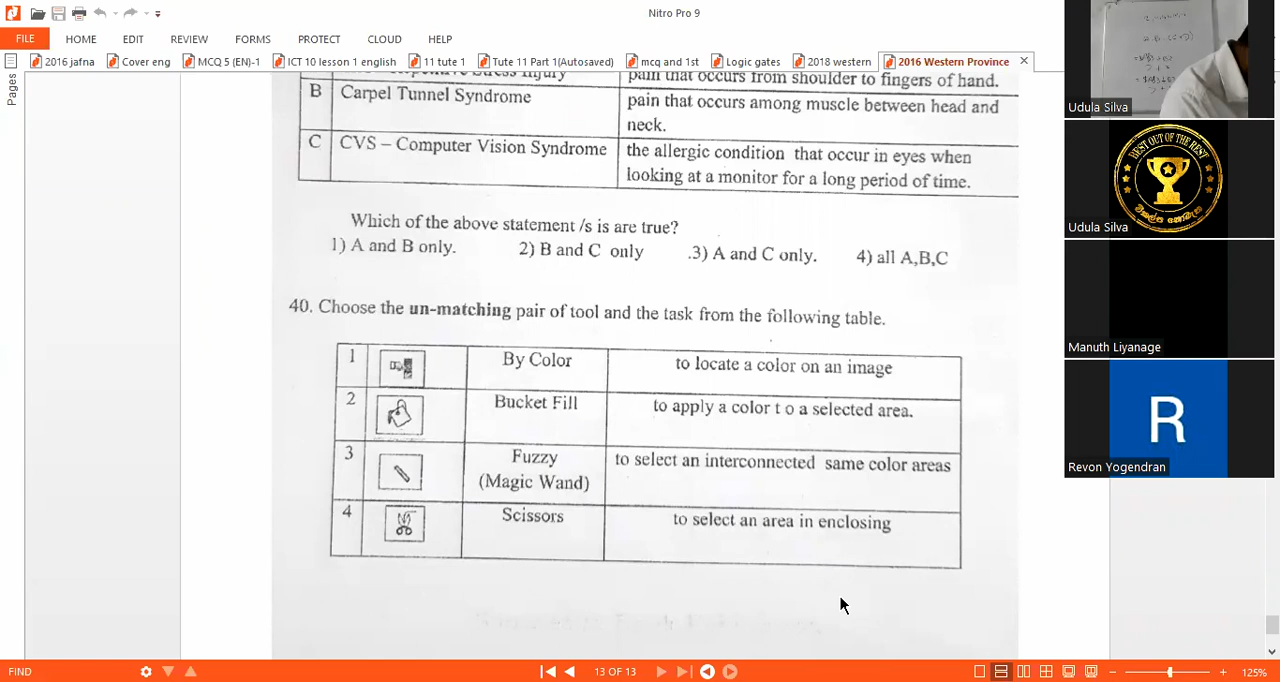 Nitro Pro 9
FILE HOME EDIT REVIEW FORMS PROTECT CLOUD HELP
2016 jafna Cover eng MCQ 5 (EN)-1 ICT 10 lesson 1 english 11 tute 1 Tute 11 Part 1(Autosaved) mcq and 1st Logic gates 2018 western 2016 Western Province
Pages
Stress Injury pain that occurs from shoulder to fingers of hand.
B Carpel Tunnel Syndrome pain that occurs among muscle between head and
neck.
C CVS – Computer Vision Syndrome the allergic condition that occur in eyes when
looking at a monitor for a long period of time.
Which of the above statement /s is are true?
1) A and B only. 2) B and C only .3) A and C only. 4) all A,B,C
40. Choose the un-matching pair of tool and the task from the following table.
1 By Color to locate a color on an image
2 Bucket Fill to apply a color t o a selected area.
3 Fuzzy to select an interconnected same color areas
(Magic Wand)
4 Scissors to select an area in enclosing
Udula Silva
BEST OUT OF THE REST
Udula Silva
Manuth Liyanage
R
Revon Yogendran
FIND 13 OF 13 125%